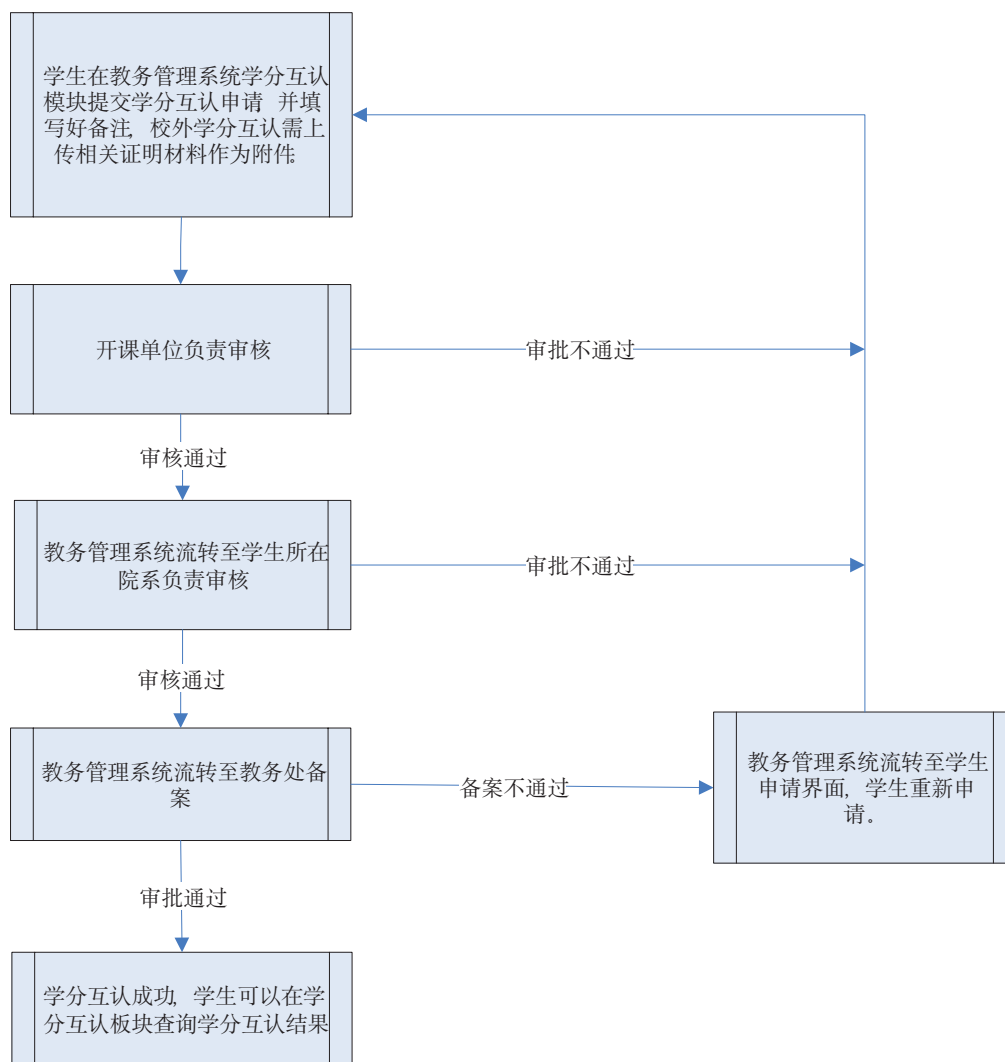 学生在教务管理系统学分互认
模块提交学分互认申请 并填
写好备注, 校外学分互认需上
传相关证明材料作为附件。
开课单位负责审核
审批不通过
审核通过
教务管理系统流转至学生所在
院系负责审核
审批不通过
审核通过
教务管理系统流转至教务处备
案
备案不通过
教务管理系统流转至学生
申请界面, 学生重新申
请。
审批通过
学分互认成功, 学生可以在学
分互认板块查询学分互认结果